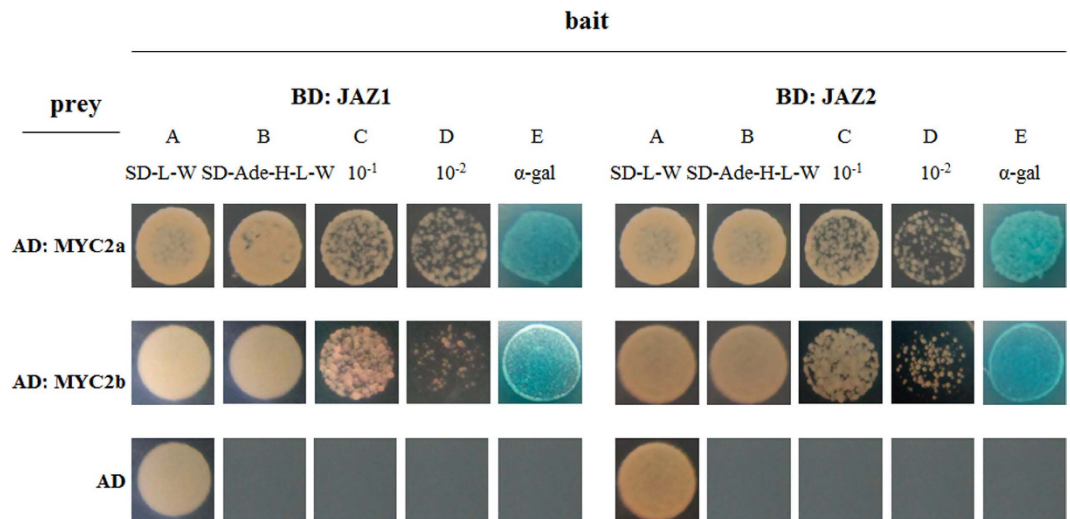 bait
prey
BD: JAZ1 BD: JAZ2
A B C D E A B C D E
SD-L-W SD-Ade-H-L-W 10⁻¹ 10⁻² α-gal SD-L-W SD-Ade-H-L-W 10⁻¹ 10⁻² α-gal
AD: MYC2a
AD: MYC2b
AD